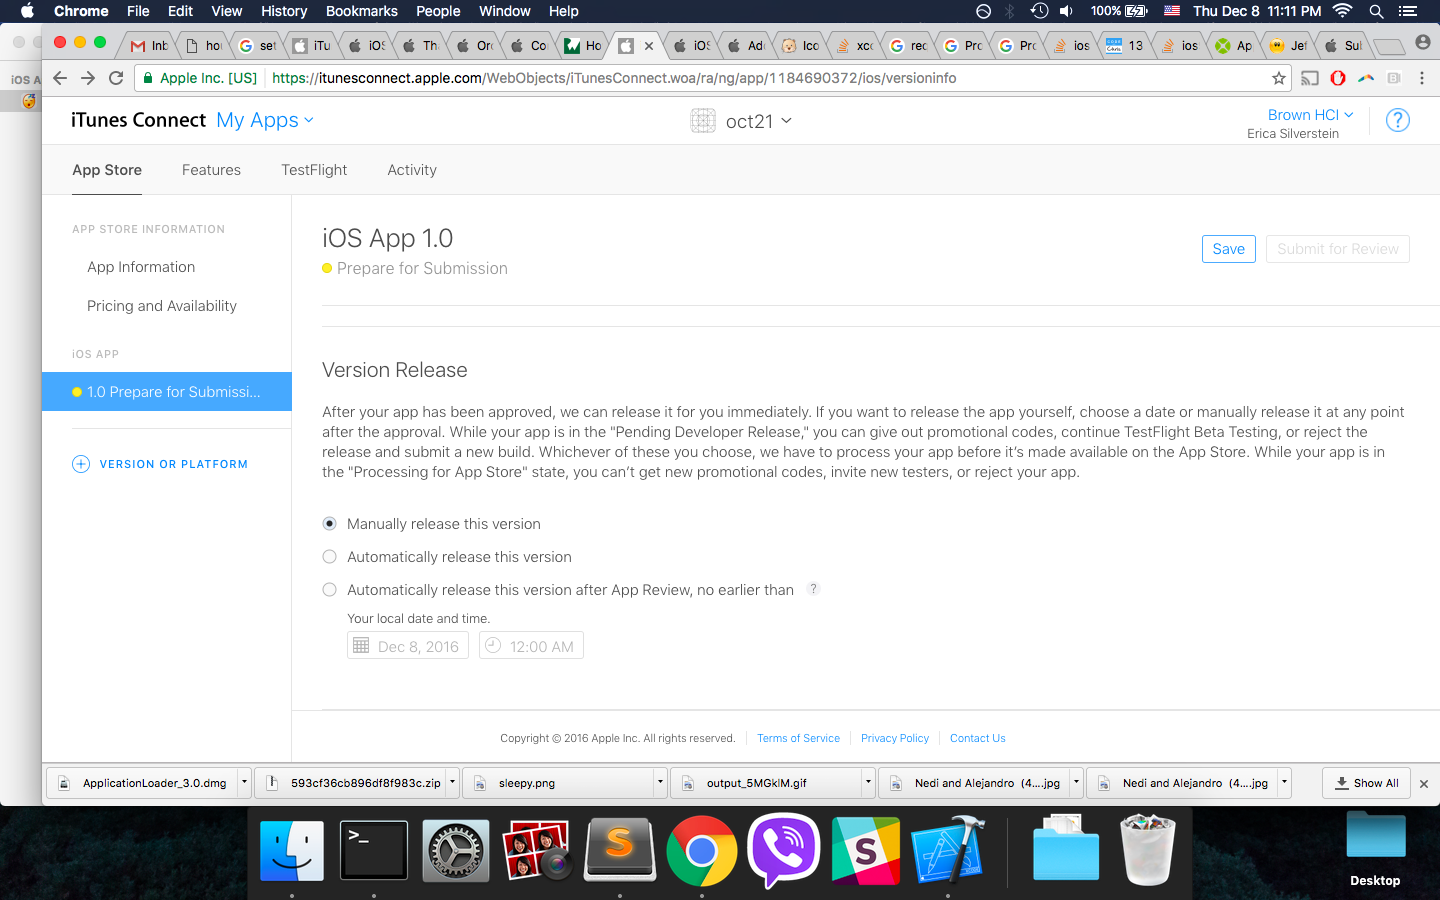 Chrome File Edit View History Bookmarks People Window Help 100% Thu Dec 8 11:11 PM
Inb hou set iTu iOS Th Ord Co Ho iOS Ad Ico xcc rec Pro Pro ios 13 ios Ap Jef Sul
Apple Inc. [US] https://itunesconnect.apple.com/WebObjects/iTunesConnect.woa/ra/ng/app/1184690372/ios/versioninfo
iOS A
iTunes Connect My Apps oct21 Brown HCI ?
Erica Silverstein
App Store Features TestFlight Activity
APP STORE INFORMATION
App Information
Pricing and Availability
iOS APP
1.0 Prepare for Submissi...
VERSION OR PLATFORM
iOS App 1.0
Prepare for Submission
Save Submit for Review
Version Release
After your app has been approved, we can release it for you immediately. If you want to release the app yourself, choose a date or manually release it at any point
after the approval. While your app is in the "Pending Developer Release," you can give out promotional codes, continue TestFlight Beta Testing, or reject the
release and submit a new build. Whichever of these you choose, we have to process your app before it's made available on the App Store. While your app is in
the "Processing for App Store" state, you can't get new promotional codes, invite new testers, or reject your app.
Manually release this version
Automatically release this version
Automatically release this version after App Review, no earlier than ?
Your local date and time.
Dec 8, 2016 12:00 AM
Copyright © 2016 Apple Inc. All rights reserved. Terms of Service Privacy Policy Contact Us
ApplicationLoader_3.0.dmg 593cf36cb896df8f983c.zip sleepy.png output_5MGklM.gif Nedi and Alejandro (4....jpg Nedi and Alejandro (4....jpg Show All
Desktop